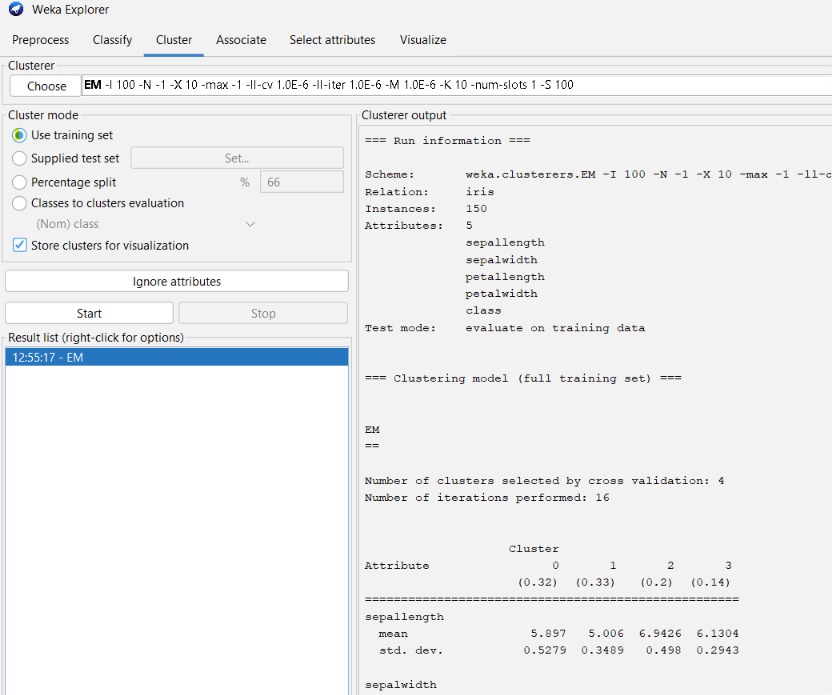 Weka Explorer
Preprocess Classify Cluster Associate Select attributes Visualize
Clusterer
Choose EM -I 100 -N -1 -X 10 -max -1 -ll-cv 1.0E-6 -ll-iter 1.0E-6 -M 1.0E-6 -K 10 -num-slots 1 -S 100
Cluster mode
Use training set
Supplied test set Set...
Percentage split % 66
Classes to clusters evaluation
(Nom) class
Store clusters for visualization
Ignore attributes
Start Stop
Result list (right-click for options)
12:55:17 - EM
Clusterer output
=== Run information ===
Scheme: weka.clusterers.EM -I 100 -N -1 -X 10 -max -1 -ll-c
Relation: iris
Instances: 150
Attributes: 5
sepallength
sepalwidth
petallength
petalwidth
class
Test mode: evaluate on training data
=== Clustering model (full training set) ===
EM
==
Number of clusters selected by cross validation: 4
Number of iterations performed: 16
Cluster
Attribute 0 1 2 3
(0.32) (0.33) (0.2) (0.14)
====================================================
sepallength
mean 5.897 5.006 6.9426 6.1304
std. dev. 0.5279 0.3489 0.498 0.2943
sepalwidth